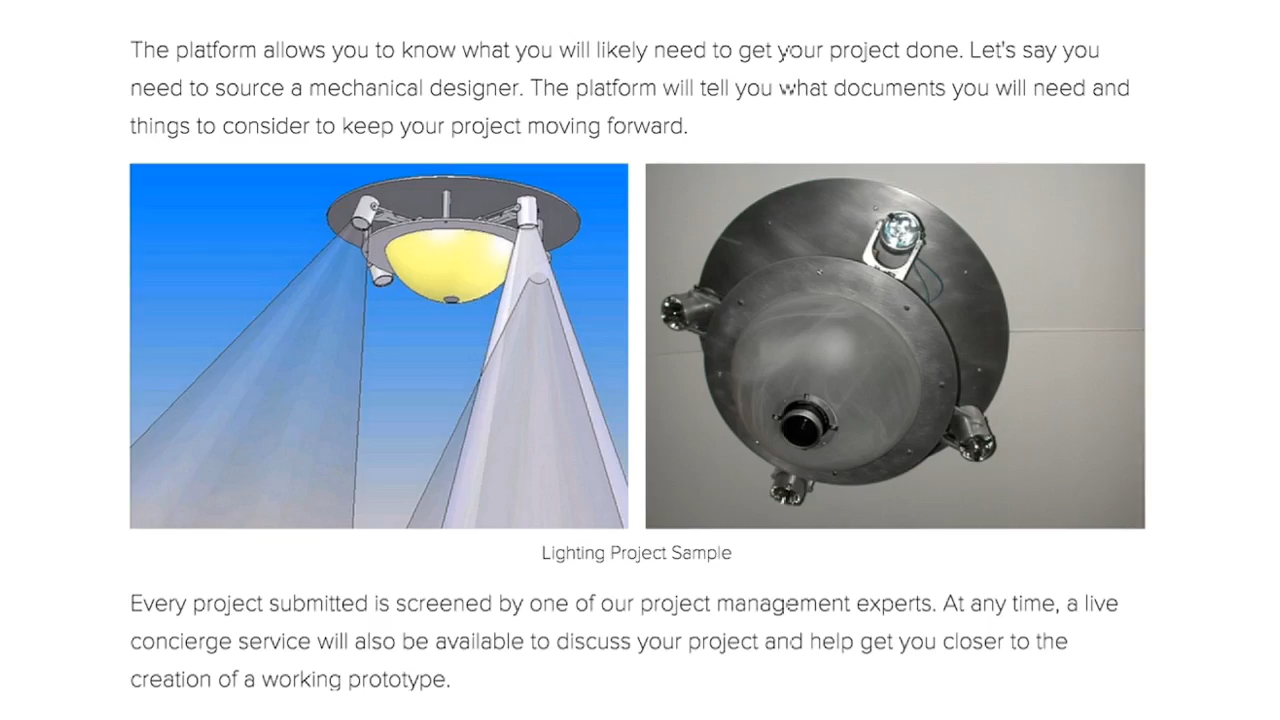 The platform allows you to know what you will likely need to get your project done. Let's say you
need to source a mechanical designer. The platform will tell you what documents you will need and
things to consider to keep your project moving forward.
Lighting Project Sample
Every project submitted is screened by one of our project management experts. At any time, a live
concierge service will also be available to discuss your project and help get you closer to the
creation of a working prototype.